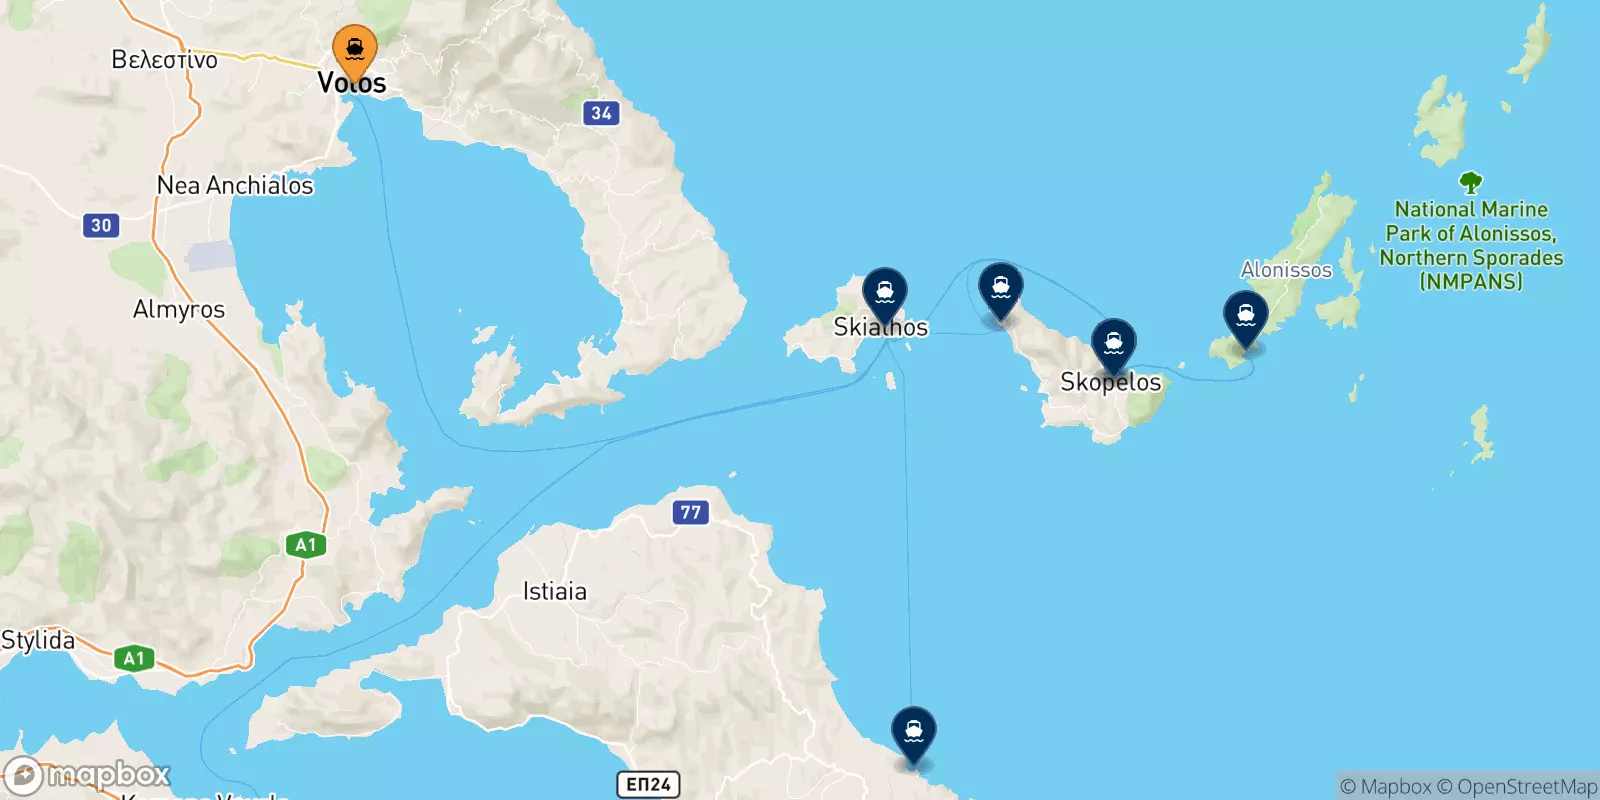 Βελεστίνο
Volos
34
Nea Anchialos
30
National Marine
Park of Alonissos,
Northern Sporades
(NMPANS)
Alonissos
Almyros
Skiathos
Skopelos
77
A1
Istiaia
Stylida
A1
mapbox
ΕΠ24
© Mapbox © OpenStreetMap